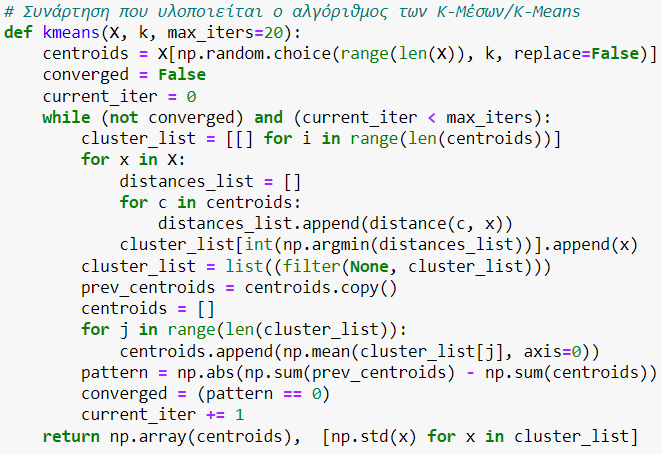 # Συνάρτηση που υλοποιείται ο αλγόριθμος των Κ-Μέσων/K-Means
def kmeans(X, k, max_iters=20):
    centroids = X[np.random.choice(range(len(X)), k, replace=False)]
    converged = False
    current_iter = 0
    while (not converged) and (current_iter < max_iters):
        cluster_list = [[] for i in range(len(centroids))]
        for x in X:
            distances_list = []
            for c in centroids:
                distances_list.append(distance(c, x))
            cluster_list[int(np.argmin(distances_list))].append(x)
        cluster_list = list((filter(None, cluster_list)))
        prev_centroids = centroids.copy()
        centroids = []
        for j in range(len(cluster_list)):
            centroids.append(np.mean(cluster_list[j], axis=0))
        pattern = np.abs(np.sum(prev_centroids) - np.sum(centroids))
        converged = (pattern == 0)
        current_iter += 1
    return np.array(centroids),  [np.std(x) for x in cluster_list]